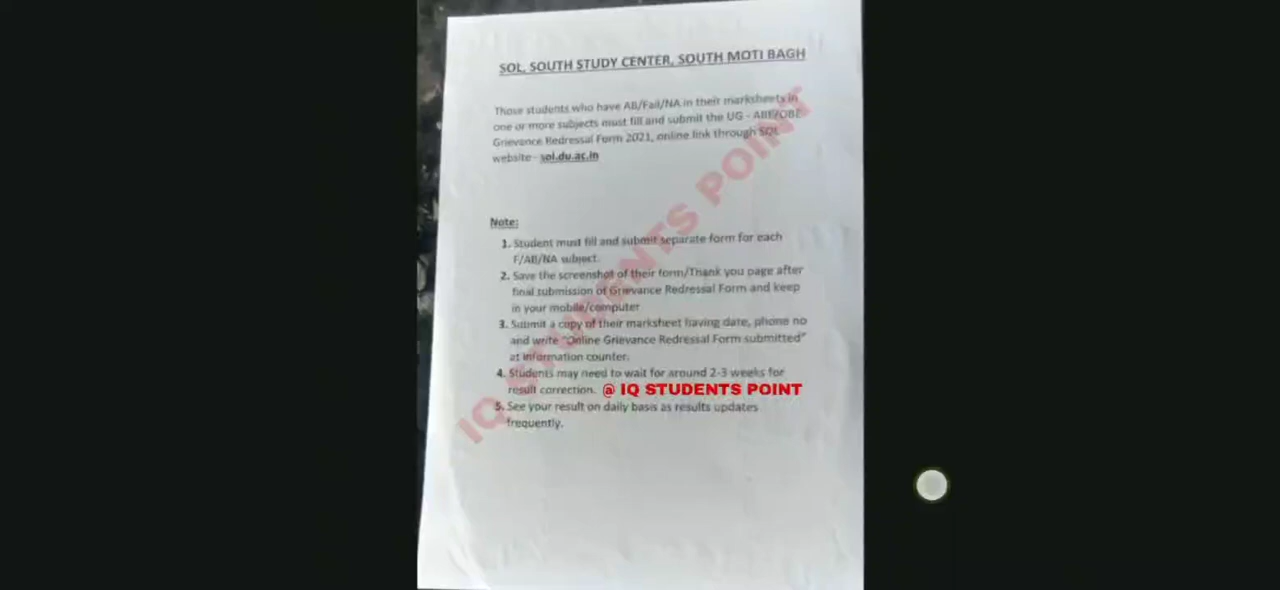 SOL, SOUTH STUDY CENTER, SOUTH MOTI BAGH
Those students who have AB/Fail/NA in their marksheets in
one or more subjects must fill and submit the UG - ABE/OBE
Grievance Redressal Form 2021, online link through SOL
website - sol.du.ac.in
Note:
1. Student must fill and submit separate form for each
F/AB/NA subject.
2. Save the screenshot of their form/Thank you page after
final submission of Grievance Redressal Form and keep
in your mobile/computer
3. Submit a copy of their marksheet having date, phone no
and write "Online Grievance Redressal Form submitted"
at information counter.
4. Students may need to wait for around 2-3 weeks for
result correction. @ IQ STUDENTS POINT
5. See your result on daily basis as results updates
frequently.
IQ STUDENTS POINT